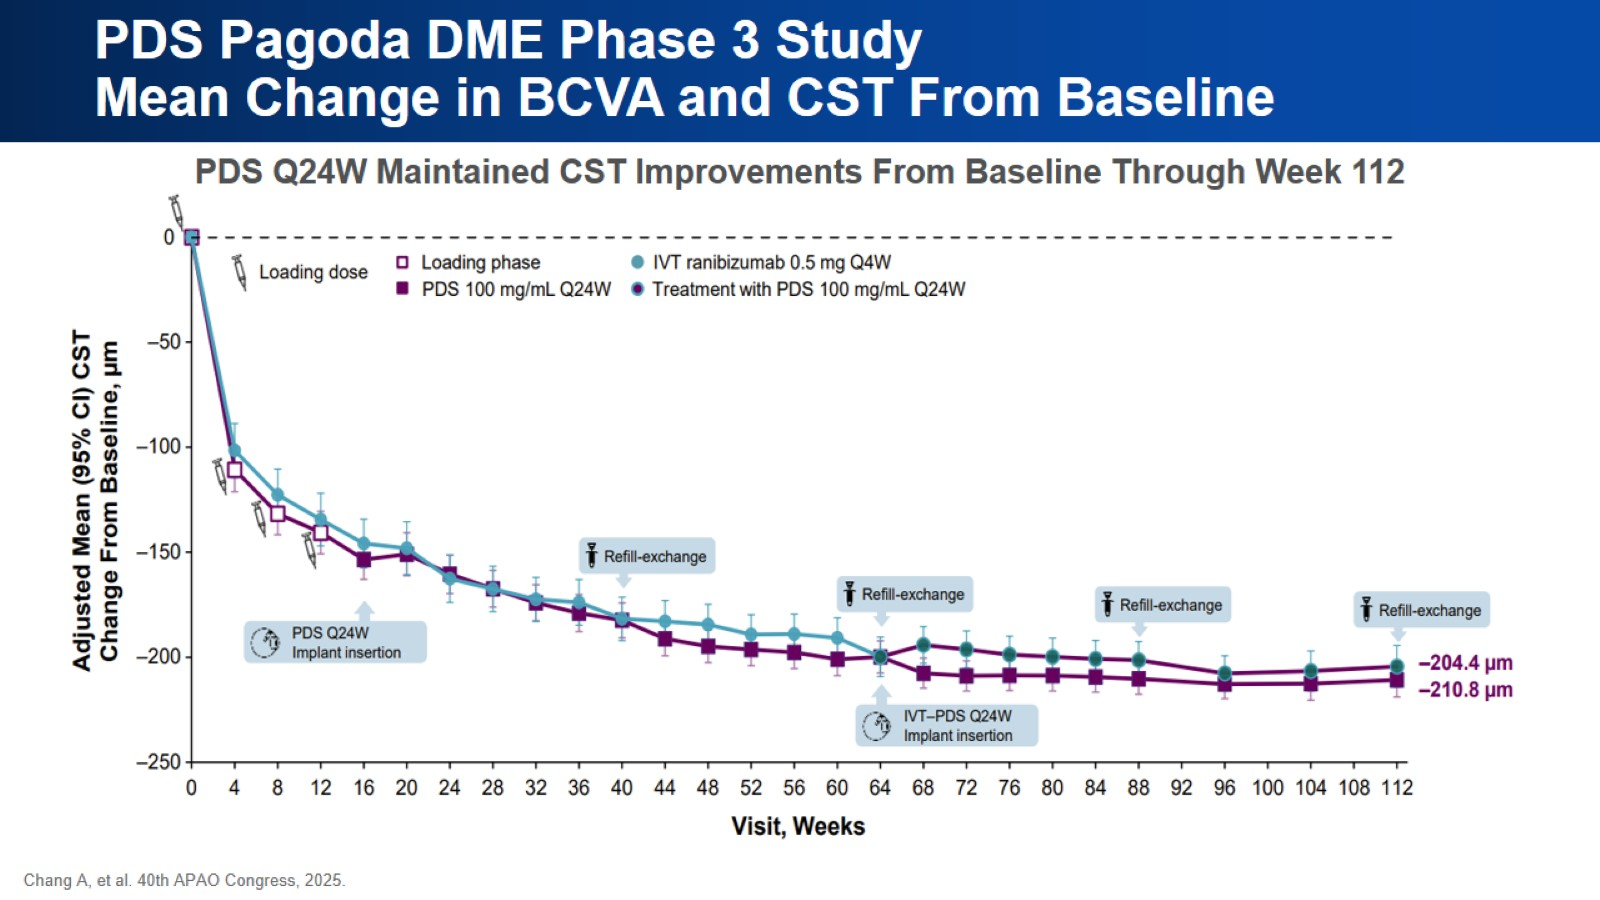 PDS Pagoda DME Phase 3 Study
Mean Change in BCVA and CST From Baseline
PDS Q24W Maintained CST Improvements From Baseline Through Week 112
Loading dose
Loading phase
PDS 100 mg/mL Q24W
IVT ranibizumab 0.5 mg Q4W
Treatment with PDS 100 mg/mL Q24W
Adjusted Mean (95% CI) CST
Change From Baseline, µm
0
–50
–100
–150
–200
–250
Refill-exchange
Refill-exchange
Refill-exchange
Refill-exchange
PDS Q24W
Implant insertion
IVT–PDS Q24W
Implant insertion
–204.4 µm
–210.8 µm
0 4 8 12 16 20 24 28 32 36 40 44 48 52 56 60 64 68 72 76 80 84 88 92 96 100 104 108 112
Visit, Weeks
Chang A, et al. 40th APAO Congress, 2025.